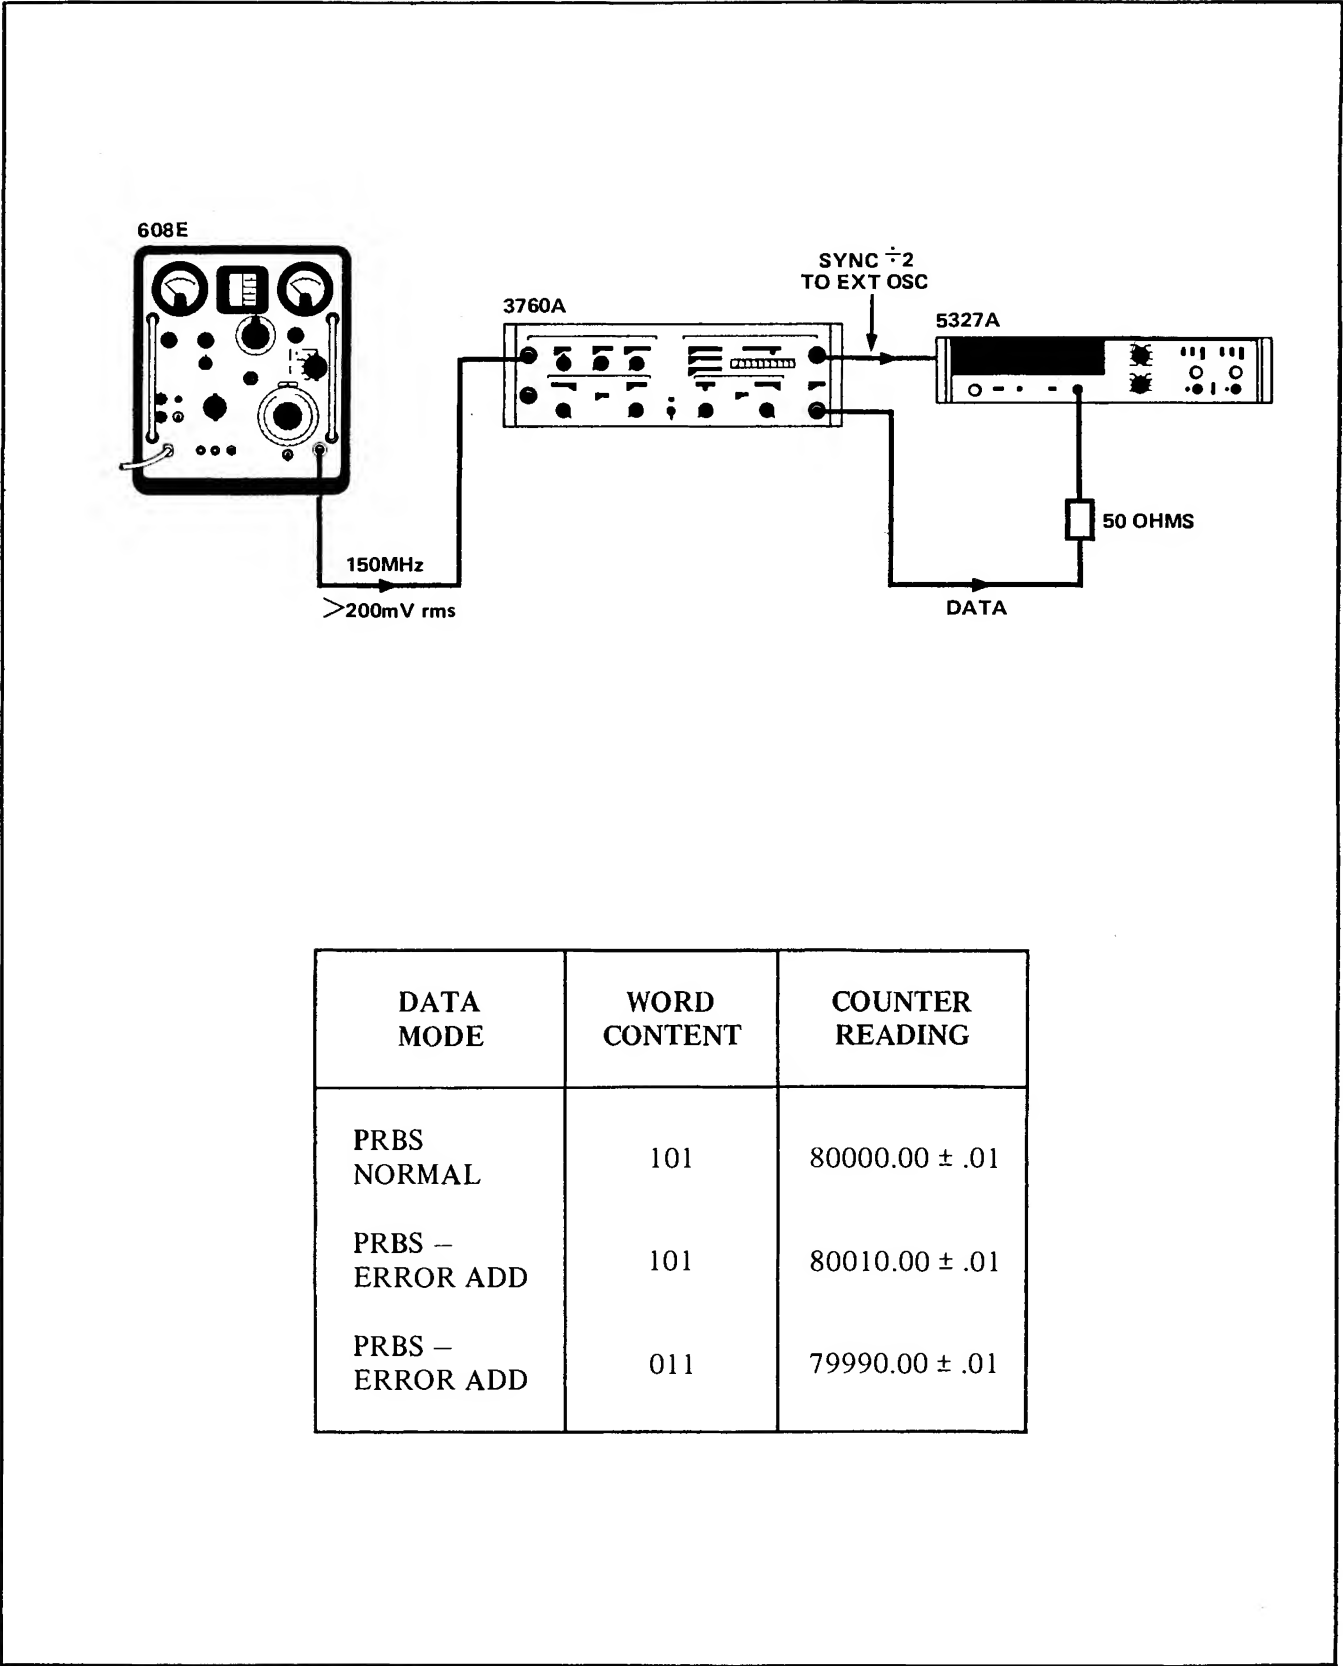 608E
SYNC ÷2
TO EXT OSC
3760A
5327A
50 OHMS
150MHz
>200mV rms
DATA
DATA MODE
WORD CONTENT
COUNTER READING
PRBS NORMAL
101
80000.00 ± .01
PRBS – ERROR ADD
101
80010.00 ± .01
PRBS – ERROR ADD
011
79990.00 ± .01